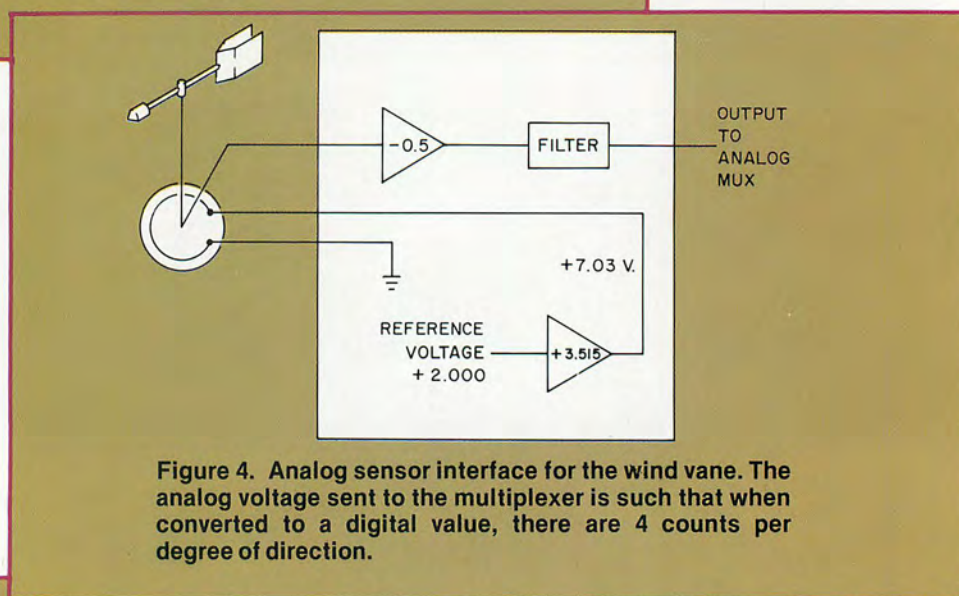 -0.5
FILTER
OUTPUT
TO
ANALOG
MUX
+7.03 V.
REFERENCE
VOLTAGE
+ 2.000
+3.515
Figure 4. Analog sensor interface for the wind vane. The
analog voltage sent to the multiplexer is such that when
converted to a digital value, there are 4 counts per
degree of direction.